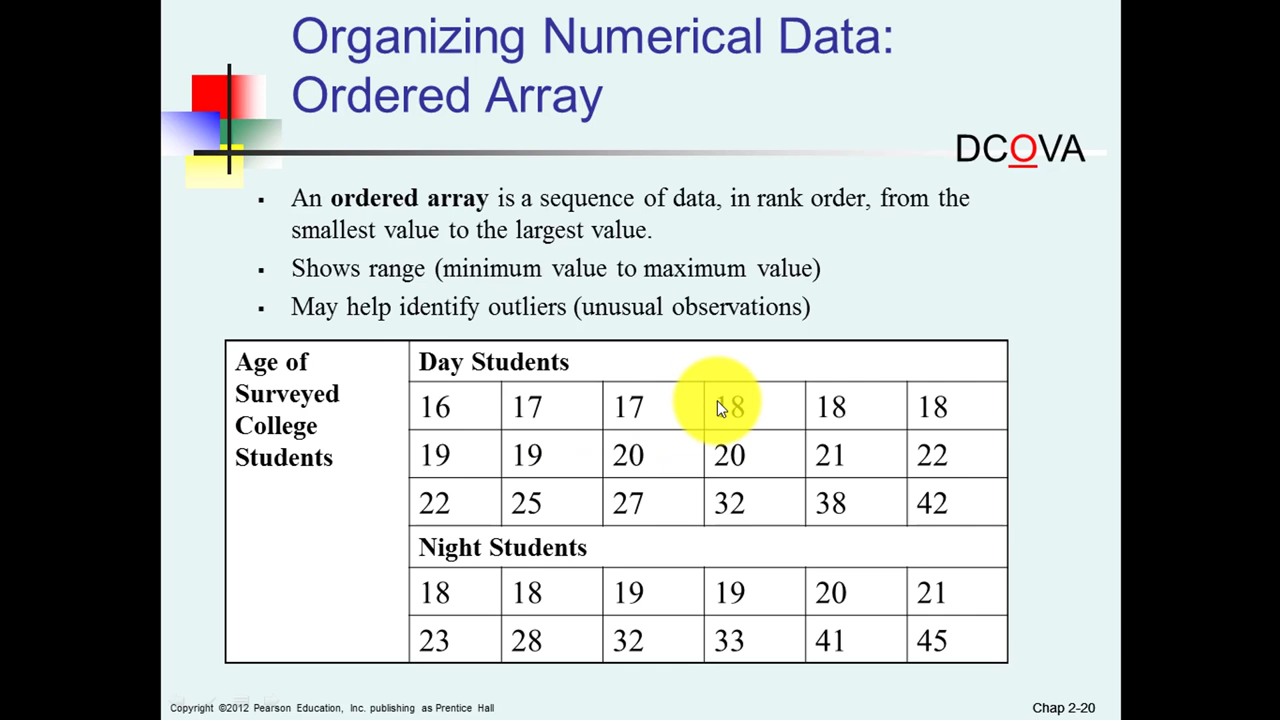 Organizing Numerical Data:
Ordered Array
DCOVA
▪ An ordered array is a sequence of data, in rank order, from the
smallest value to the largest value.
▪ Shows range (minimum value to maximum value)
▪ May help identify outliers (unusual observations)
Age of
Surveyed
College
Students
Day Students
16 17 17 18 18 18
19 19 20 20 21 22
22 25 27 32 38 42
Night Students
18 18 19 19 20 21
23 28 32 33 41 45
Copyright ©2012 Pearson Education, Inc. publishing as Prentice Hall
Chap 2-20